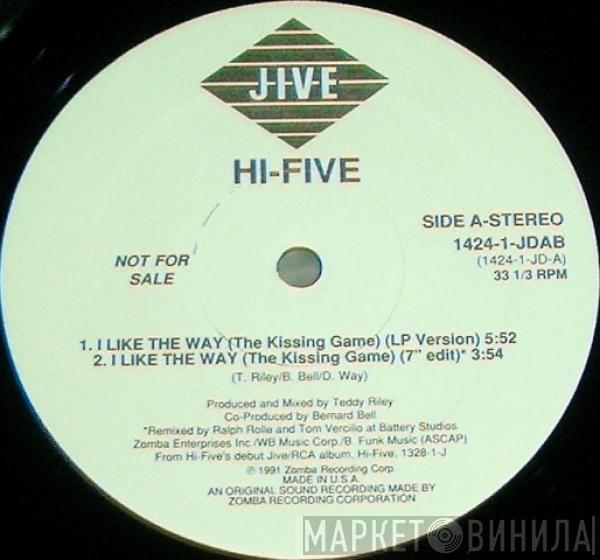 JIVE
HI-FIVE
SIDE A-STEREO
1424-1-JDAB
(1424-1-JD-A)
33 1/3 RPM
NOT FOR
SALE
1. I LIKE THE WAY (The Kissing Game) (LP Version) 5:52
2. I LIKE THE WAY (The Kissing Game) (7" edit)* 3:54
(T. Riley/B. Bell/D. Way)
Produced and Mixed by Teddy Riley
Co-Produced by Bernard Bell
*Remixed by Ralph Rolle and Tom Vercillo at Battery Studios
Zomba Enterprises Inc./WB Music Corp./B. Funk Music (ASCAP)
From Hi-Five's debut Jive/RCA album, Hi-Five, 1328-1-J
℗ 1991 Zomba Recording Corp.
MADE IN U.S.A.
AN ORIGINAL SOUND RECORDING MADE BY
ZOMBA RECORDING CORPORATION
МАРКЕТ ВИНИЛА